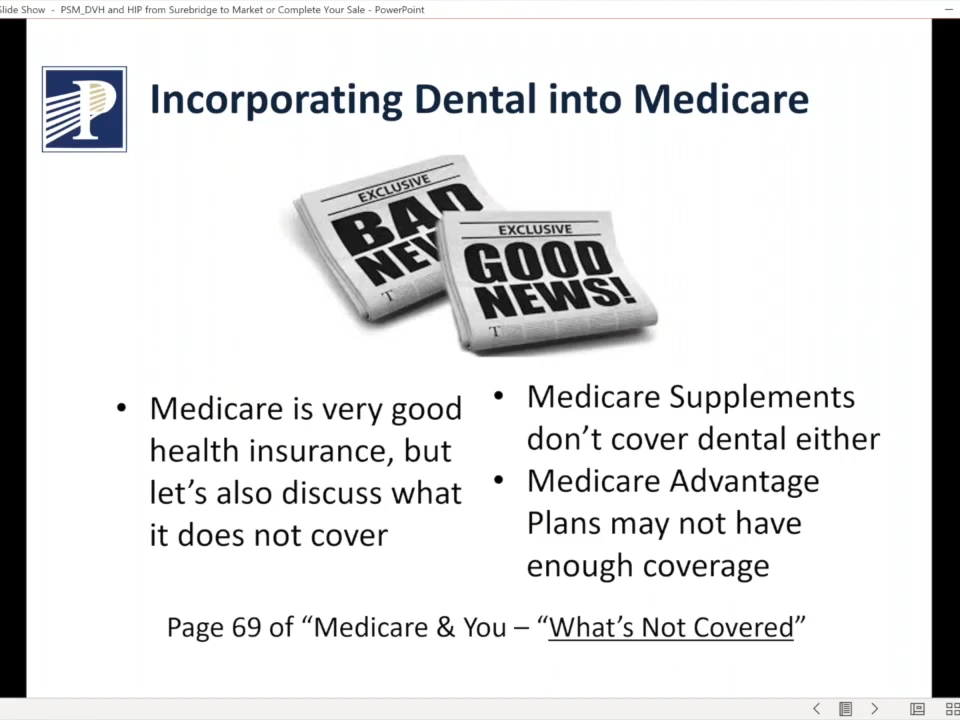 Slide Show - PSM_DVH and HIP from Surebridge to Market or Complete Your Sale - PowerPoint
P
Incorporating Dental into Medicare
EXCLUSIVE
BAD
NEW
T
EXCLUSIVE
GOOD
NEWS!
T
• Medicare is very good
health insurance, but
let's also discuss what
it does not cover
• Medicare Supplements
don't cover dental either
• Medicare Advantage
Plans may not have
enough coverage
Page 69 of “Medicare & You – “What's Not Covered”